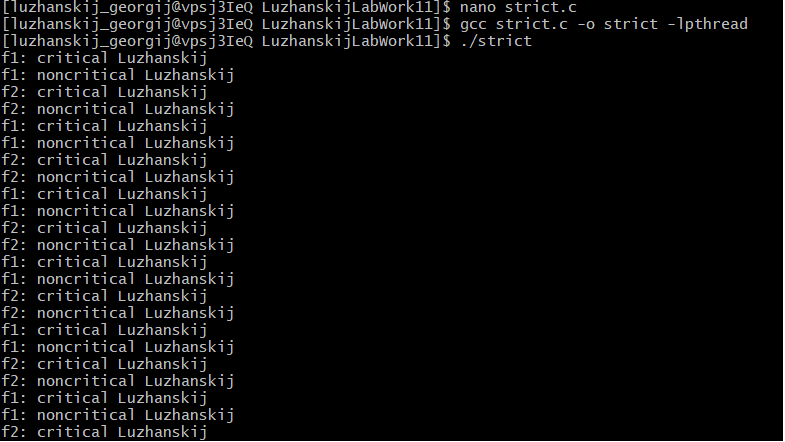 [luzhanskij_georgij@vpsj3IeQ LuzhanskijLabWork11]$ nano strict.c
[luzhanskij_georgij@vpsj3IeQ LuzhanskijLabWork11]$ gcc strict.c -o strict -lpthread
[luzhanskij_georgij@vpsj3IeQ LuzhanskijLabWork11]$ ./strict
f1: critical Luzhanskij
f1: noncritical Luzhanskij
f2: critical Luzhanskij
f2: noncritical Luzhanskij
f1: critical Luzhanskij
f1: noncritical Luzhanskij
f2: critical Luzhanskij
f2: noncritical Luzhanskij
f1: critical Luzhanskij
f1: noncritical Luzhanskij
f2: critical Luzhanskij
f2: noncritical Luzhanskij
f1: critical Luzhanskij
f1: noncritical Luzhanskij
f2: critical Luzhanskij
f2: noncritical Luzhanskij
f1: critical Luzhanskij
f1: noncritical Luzhanskij
f2: critical Luzhanskij
f2: noncritical Luzhanskij
f1: critical Luzhanskij
f1: noncritical Luzhanskij
f2: critical Luzhanskij